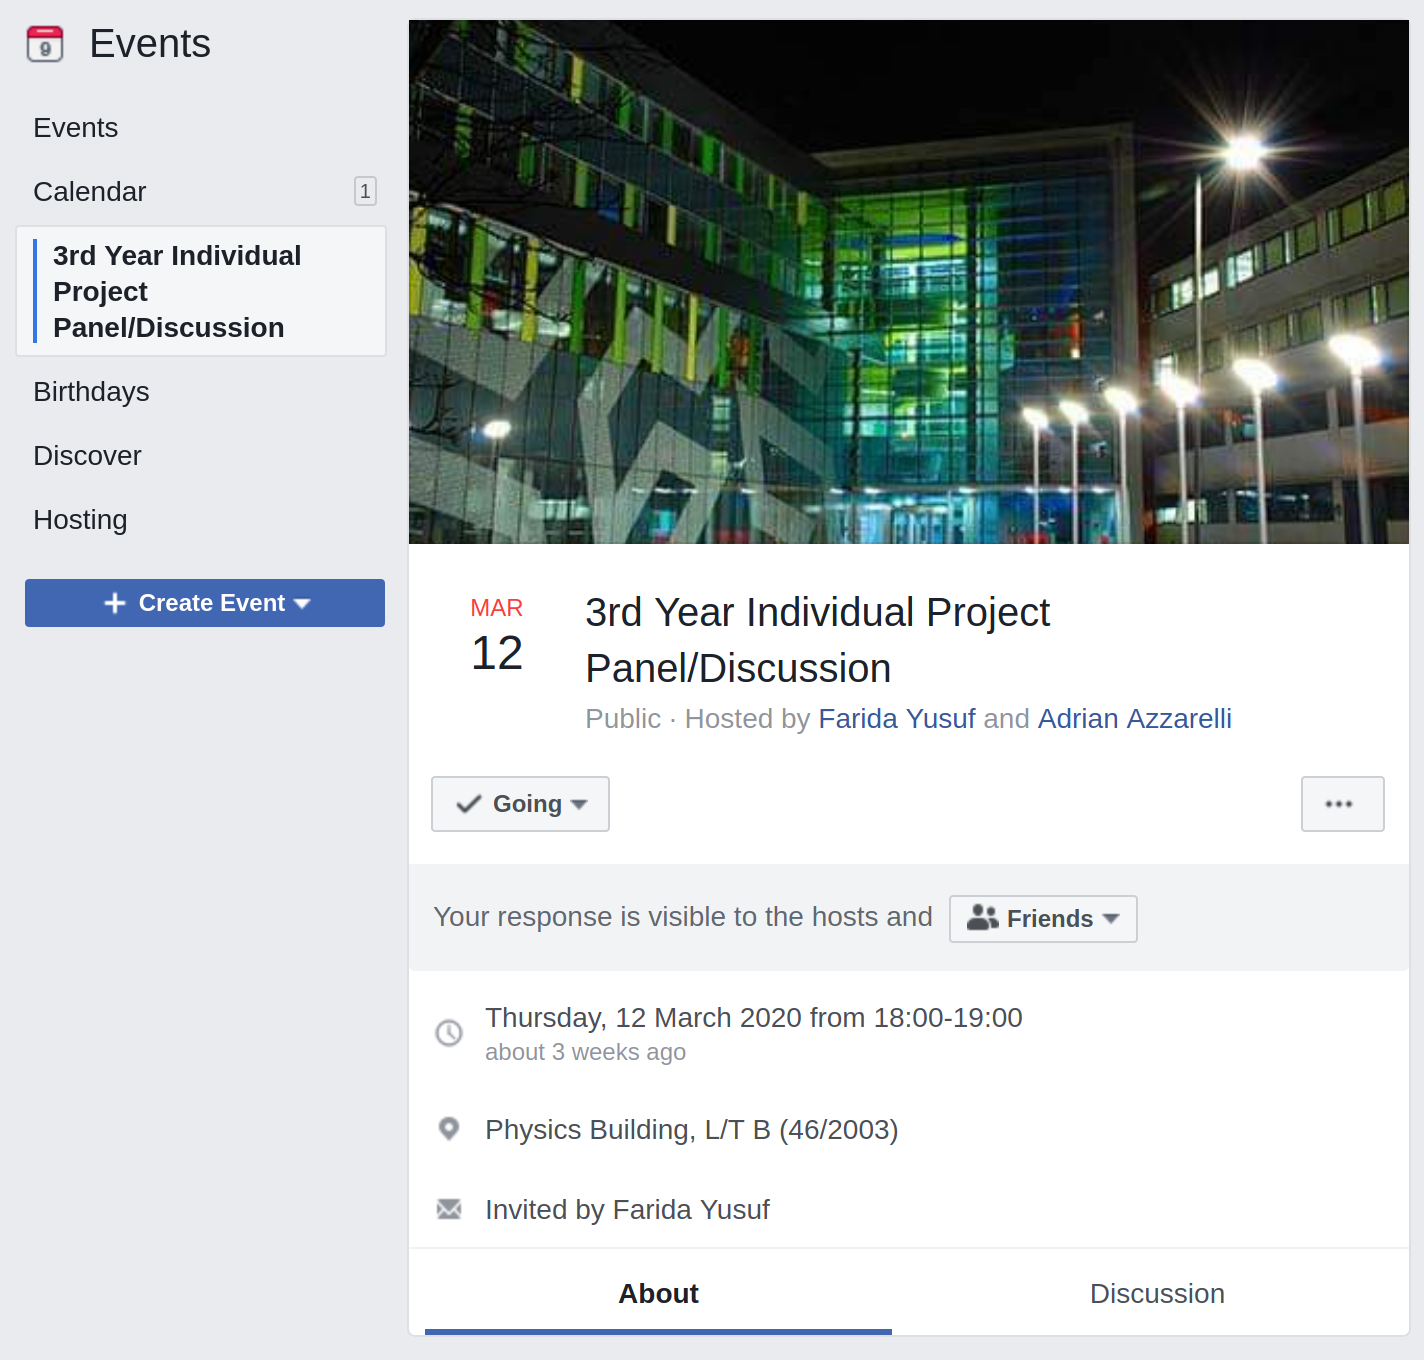 9
Events
Events
Calendar
1
3rd Year Individual
Project
Panel/Discussion
Birthdays
Discover
Hosting
+ Create Event
MAR
12
3rd Year Individual Project
Panel/Discussion
Public · Hosted by Farida Yusuf and Adrian Azzarelli
Going
•••
Your response is visible to the hosts and Friends
Thursday, 12 March 2020 from 18:00-19:00
about 3 weeks ago
Physics Building, L/T B (46/2003)
Invited by Farida Yusuf
About
Discussion